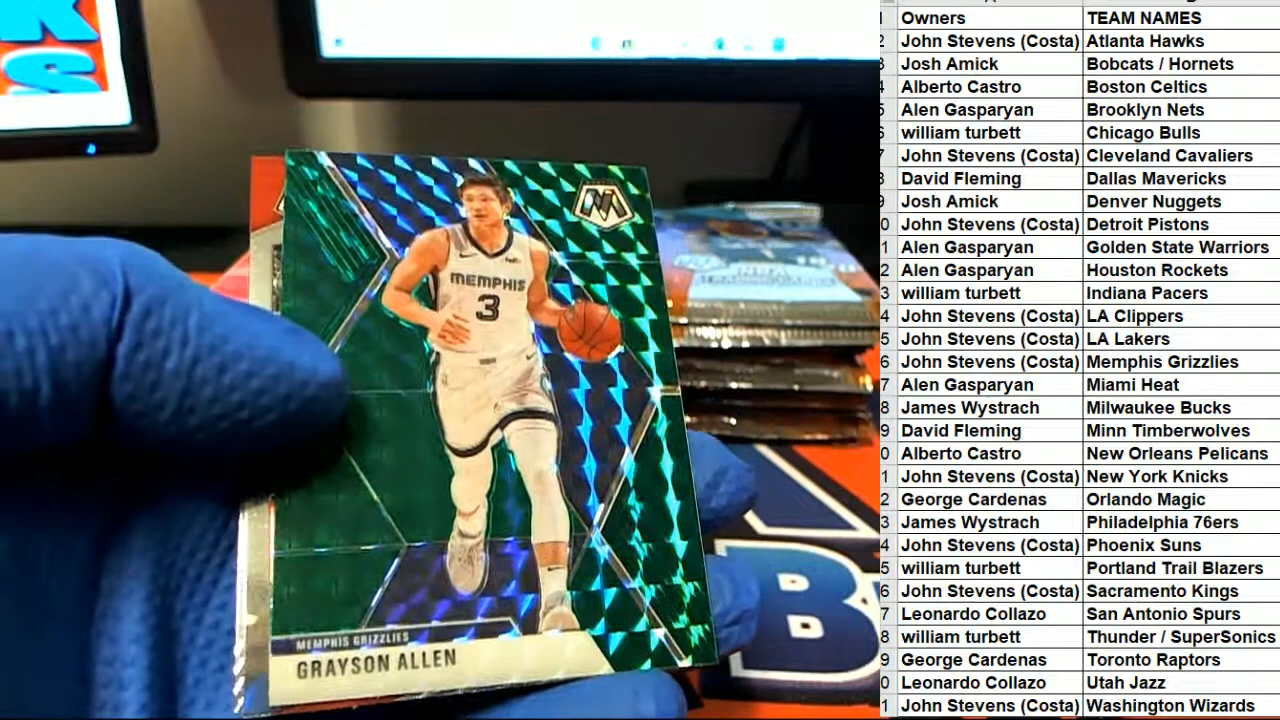 K
S
MEMPHIS
3
MEMPHIS GRIZZLIES
GRAYSON ALLEN
B
Owners TEAM NAMES
John Stevens (Costa) Atlanta Hawks
Josh Amick Bobcats / Hornets
Alberto Castro Boston Celtics
Alen Gasparyan Brooklyn Nets
william turbett Chicago Bulls
John Stevens (Costa) Cleveland Cavaliers
David Fleming Dallas Mavericks
Josh Amick Denver Nuggets
John Stevens (Costa) Detroit Pistons
Alen Gasparyan Golden State Warriors
Alen Gasparyan Houston Rockets
william turbett Indiana Pacers
John Stevens (Costa) LA Clippers
John Stevens (Costa) LA Lakers
John Stevens (Costa) Memphis Grizzlies
Alen Gasparyan Miami Heat
James Wystrach Milwaukee Bucks
David Fleming Minn Timberwolves
Alberto Castro New Orleans Pelicans
John Stevens (Costa) New York Knicks
George Cardenas Orlando Magic
James Wystrach Philadelphia 76ers
John Stevens (Costa) Phoenix Suns
william turbett Portland Trail Blazers
John Stevens (Costa) Sacramento Kings
Leonardo Collazo San Antonio Spurs
william turbett Thunder / SuperSonics
George Cardenas Toronto Raptors
Leonardo Collazo Utah Jazz
John Stevens (Costa) Washington Wizards